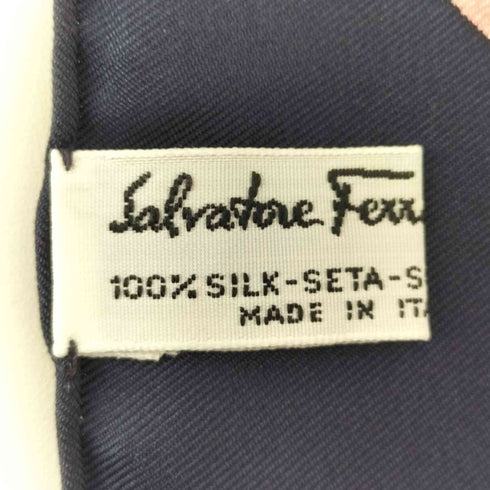 Salvatore Ferr
100% SILK-SETA-S
MADE IN ITA